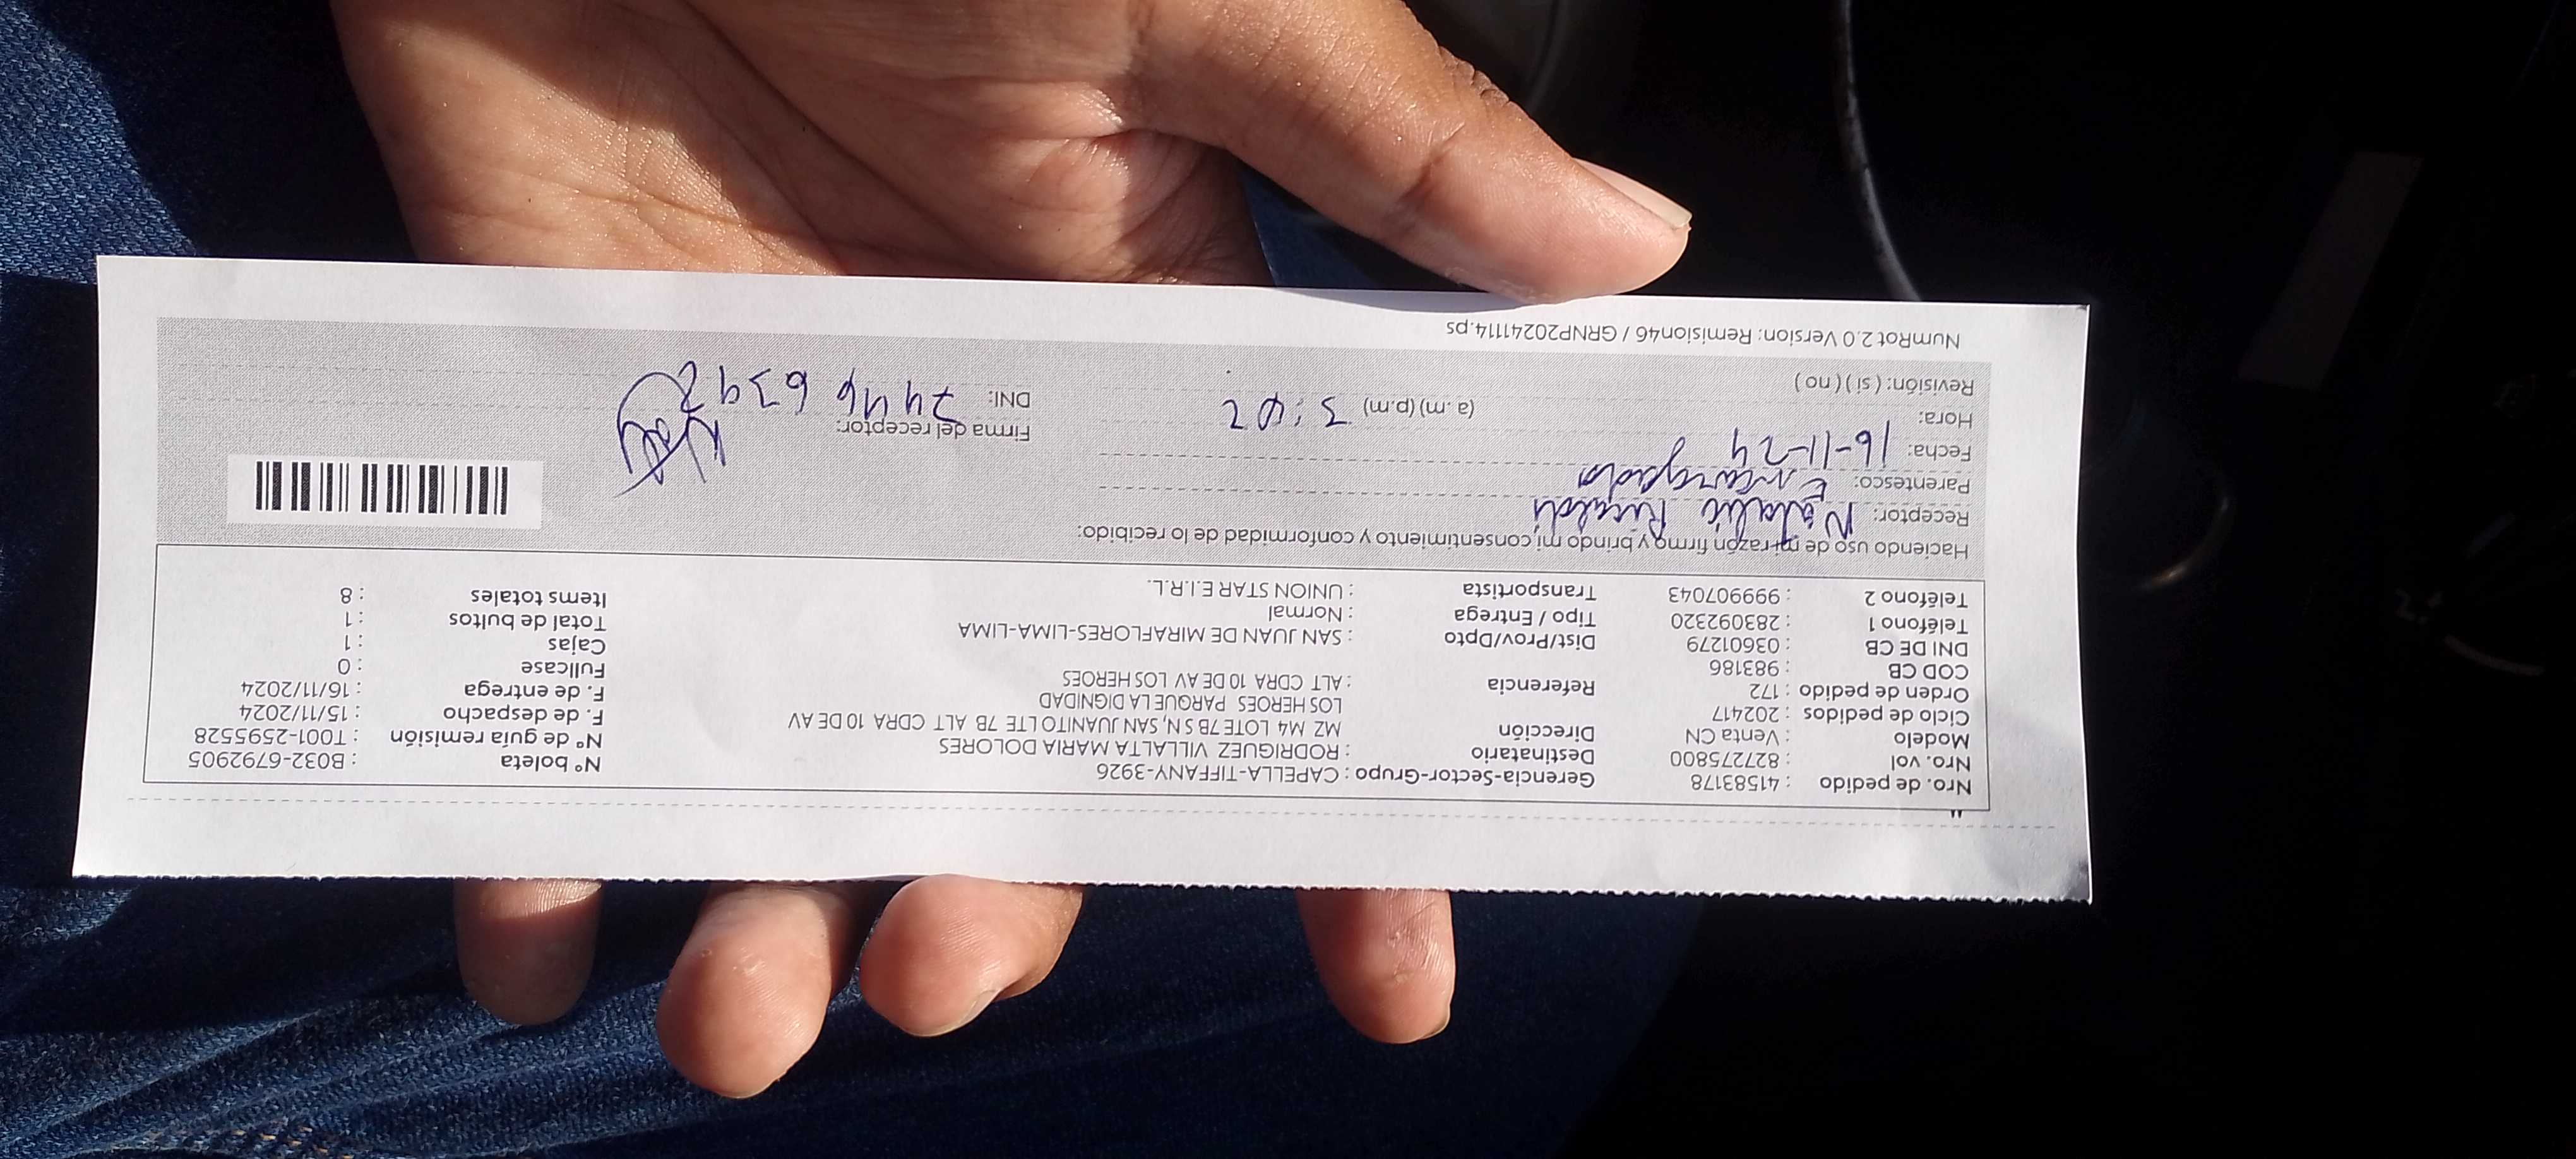 Nro. de pedido : 41583178 Gerencia-Sector-Grupo : CAPELLA-TIFFANY-3926 N° boleta : B032-6792905
Nro. vol : 827275800 Destinatario : RODRIGUEZ VILLALTA MARIA DOLORES N° de guía remisión : T001-2595528
Modelo : Venta CN Dirección MZ M4 LOTE 7B S N, SAN JUANITO LTE 7B ALT CDRA 10 DE AV F. de despacho : 15/11/2024
Ciclo de pedidos : 202417 LOS HEROES PARQUE LA DIGNIDAD F. de entrega : 16/11/2024
Orden de pedido : 172 Referencia : ALT CDRA 10 DE AV LOS HEROES Fullcase : 0
COD CB : 983186 Cajas : 1
DNI DE CB : 03601279 Dist/Prov/Dpto : SAN JUAN DE MIRAFLORES-LIMA-LIMA Total de bultos : 1
Teléfono 1 : 283092320 Tipo / Entrega : Normal Items totales : 8
Teléfono 2 : 999907043 Transportista : UNION STAR E.I.R.L.
Haciendo uso de mi razón firmo y brindo mi consentimiento y conformidad de lo recibido:
Receptor: Natalic Ricaldi
Parentesco: Encargado
Fecha: 16-11-24 Firma del receptor:
Hora: (a. m) (p.m) 3:02 DNI: 74466392
Revisión: ( si ) ( no )
NumRot 2.0 Version: Remision46 / GRNP20241114.ps